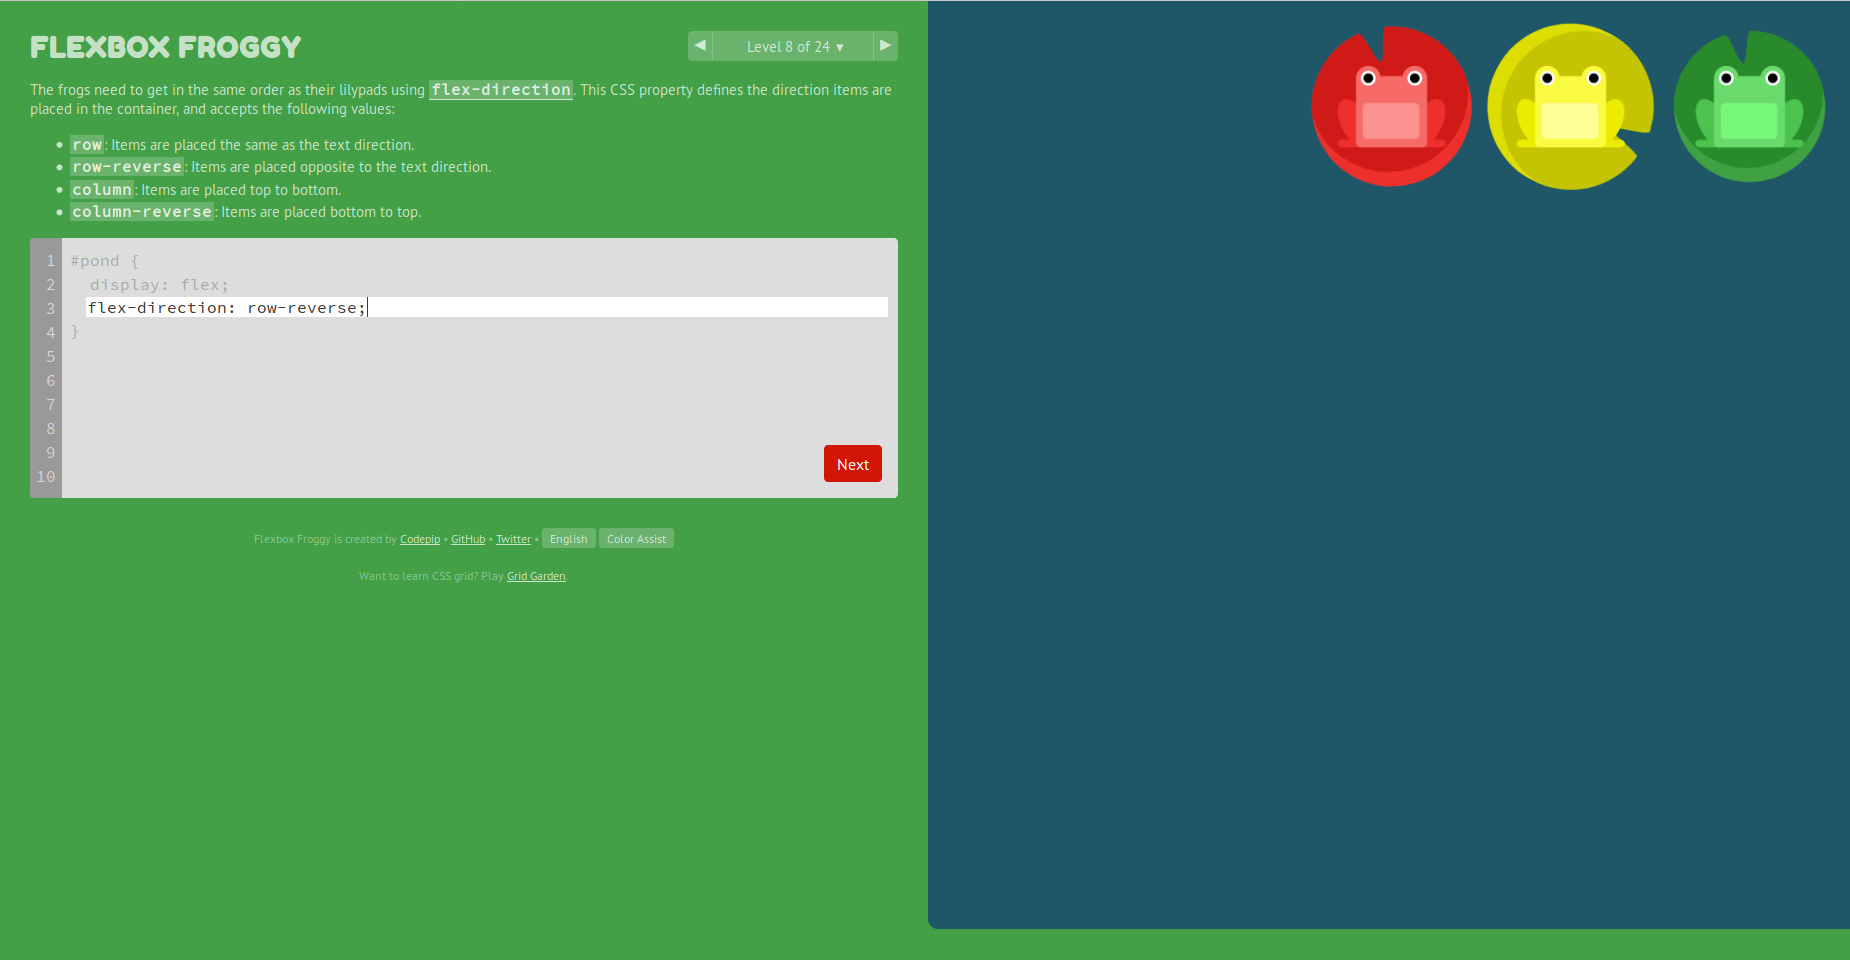 FLEXBOX FROGGY
◀ Level 8 of 24 ▾ ▶
The frogs need to get in the same order as their lilypads using flex-direction. This CSS property defines the direction items are
placed in the container, and accepts the following values:
• row: Items are placed the same as the text direction.
• row-reverse: Items are placed opposite to the text direction.
• column: Items are placed top to bottom.
• column-reverse: Items are placed bottom to top.
1 #pond {
2 display: flex;
3 flex-direction: row-reverse;
4 }
5
6
7
8
9
10
Next
Flexbox Froggy is created by Codepip • GitHub • Twitter • English Color Assist
Want to learn CSS grid? Play Grid Garden.